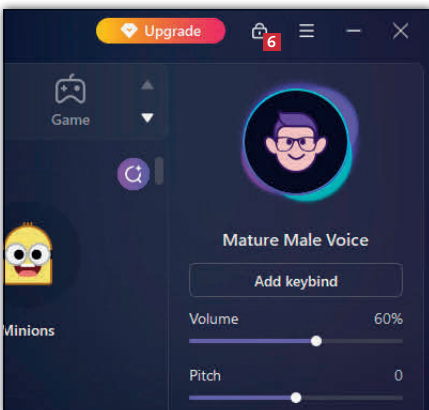 Upgrade
6
Game
Mature Male Voice
Add keybind
Minions
Volume 60%
Pitch 0